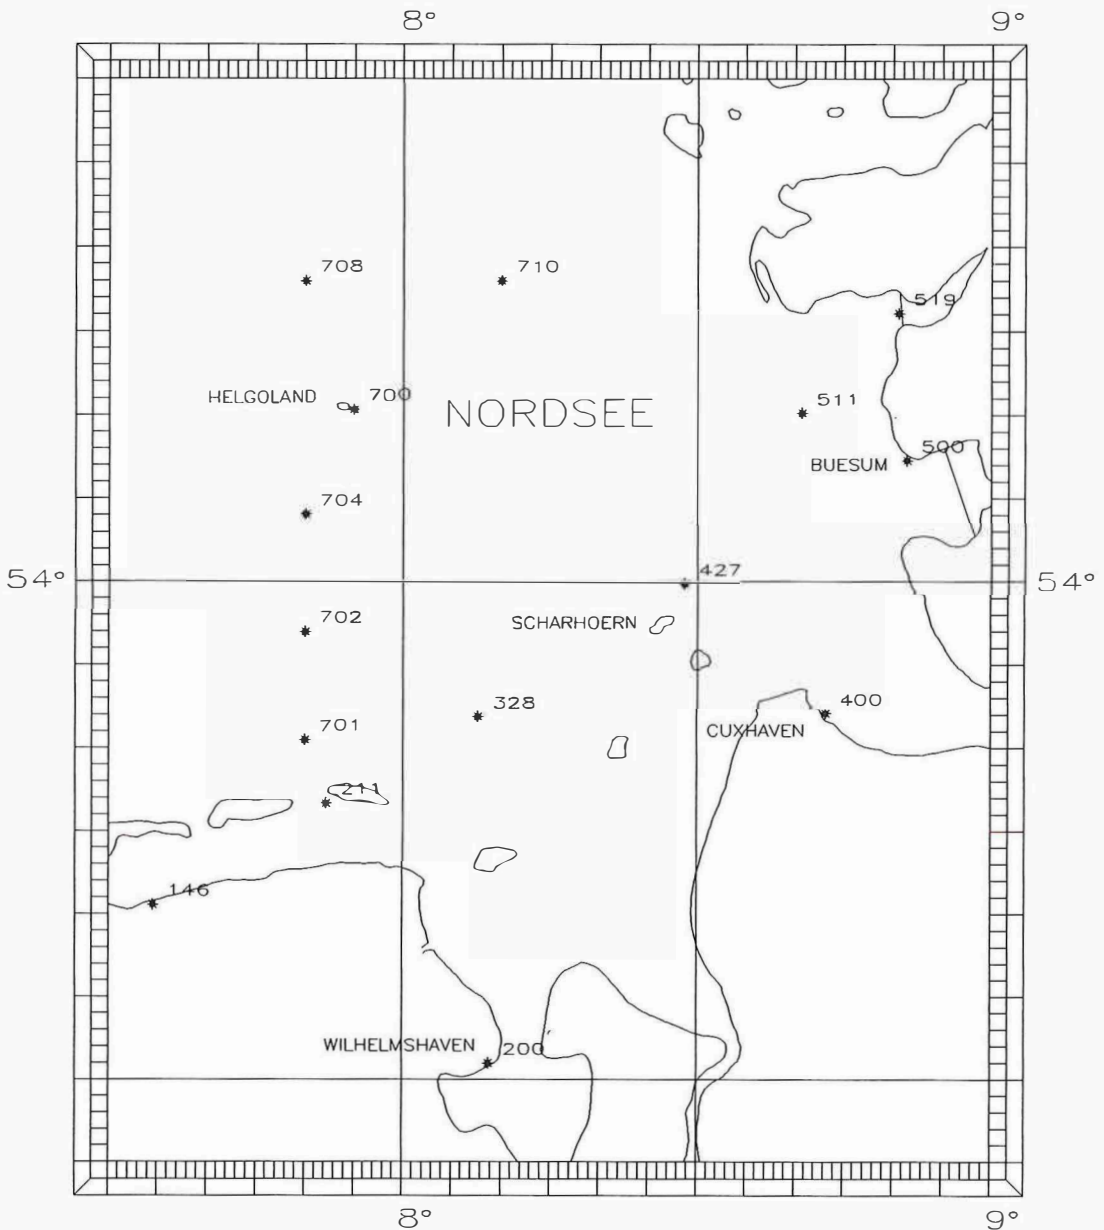 8° 9°
708 710
519
HELGOLAND 700
NORDSEE
511
BUESUM 500
704
54° 427 54°
SCHARHOERN
702
328 400
CUXHAVEN
701
211
146
WILHELMSHAVEN 200
8° 9°